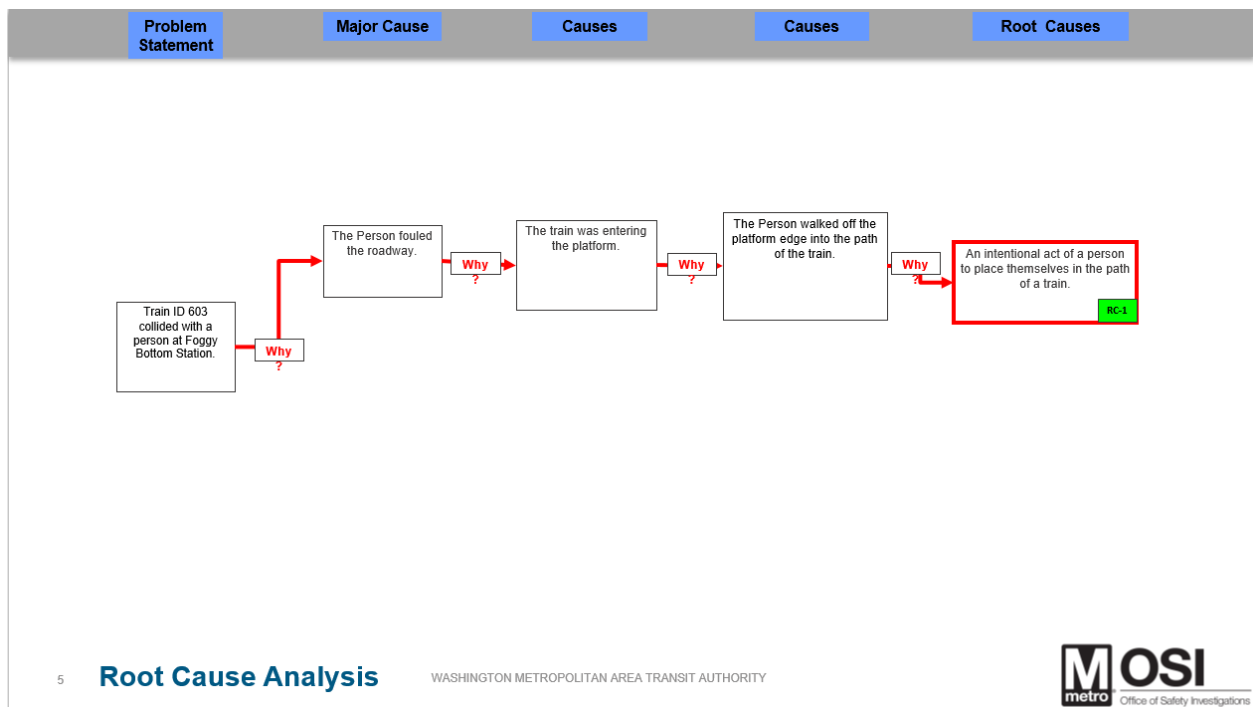 Problem
Statement
Major Cause
Causes
Causes
Root Causes
Train ID 603
collided with a
person at Foggy
Bottom Station.
Why
?
The Person fouled
the roadway.
Why
?
The train was entering
the platform.
Why
?
The Person walked off the
platform edge into the path
of the train.
Why
?
An intentional act of a person
to place themselves in the path
of a train.
RC-1
5
Root Cause Analysis
WASHINGTON METROPOLITAN AREA TRANSIT AUTHORITY
M
metro
OSI
Office of Safety Investigations